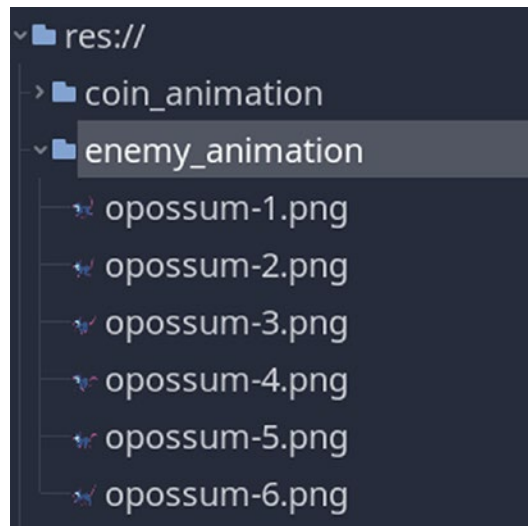 res://
coin_animation
enemy_animation
opossum-1.png
opossum-2.png
opossum-3.png
opossum-4.png
opossum-5.png
opossum-6.png